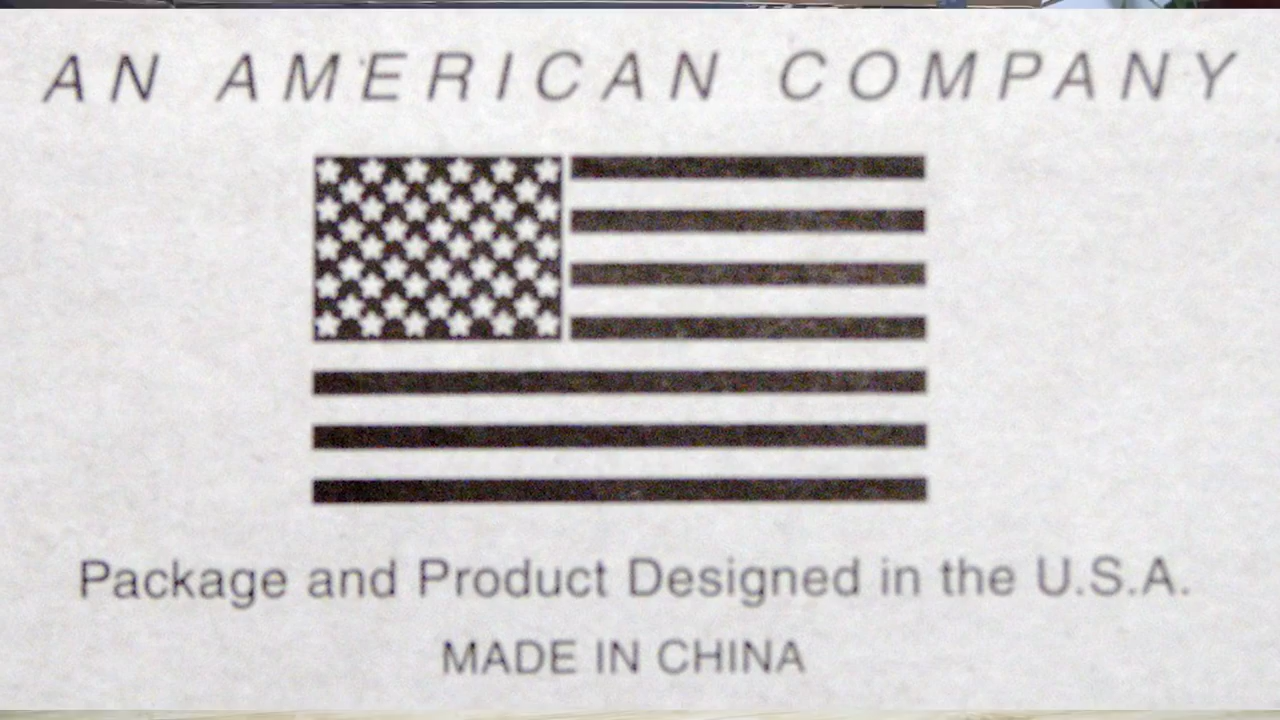 AN AMERICAN COMPANY
Package and Product Designed in the U.S.A.
MADE IN CHINA